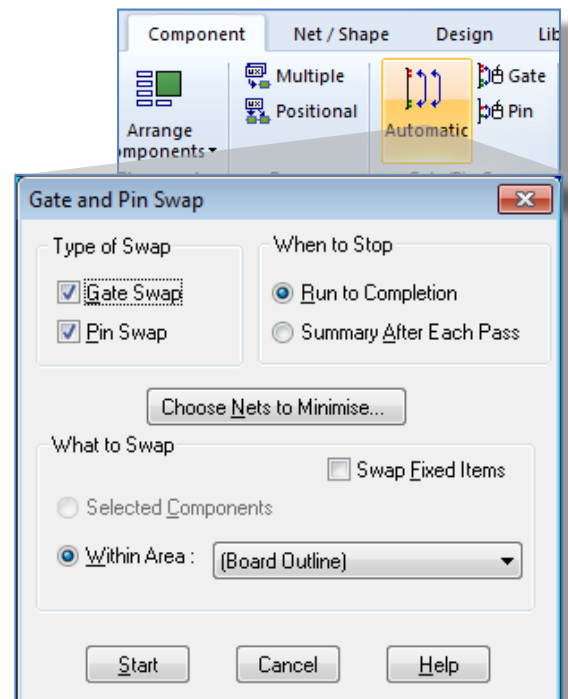 Component Net / Shape Design Lib
Multiple Gate
Positional Pin
Arrange Automatic
mponents
Gate and Pin Swap
Type of Swap When to Stop
Gate Swap Run to Completion
Pin Swap Summary After Each Pass
Choose Nets to Minimise...
What to Swap
Swap Fixed Items
Selected Components
Within Area : (Board Outline)
Start Cancel Help